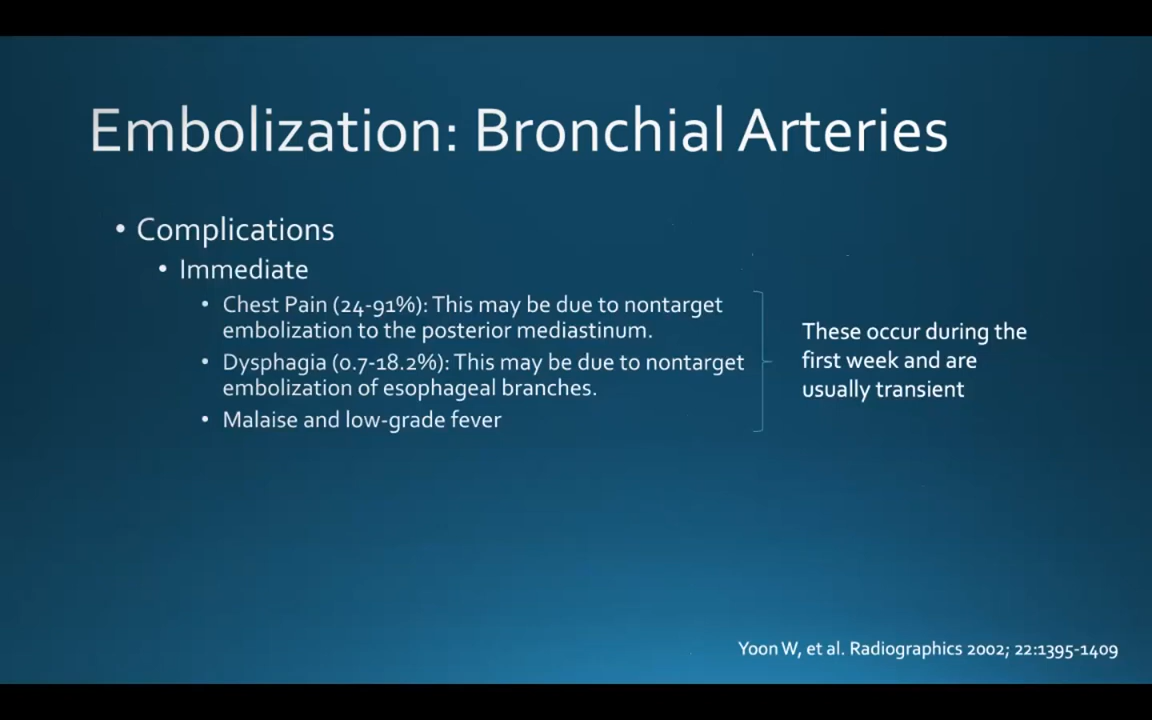 Embolization: Bronchial Arteries
• Complications
• Immediate
• Chest Pain (24-91%): This may be due to nontarget
embolization to the posterior mediastinum.
• Dysphagia (0.7-18.2%): This may be due to nontarget
embolization of esophageal branches.
• Malaise and low-grade fever
These occur during the
first week and are
usually transient
Yoon W, et al. Radiographics 2002; 22:1395-1409